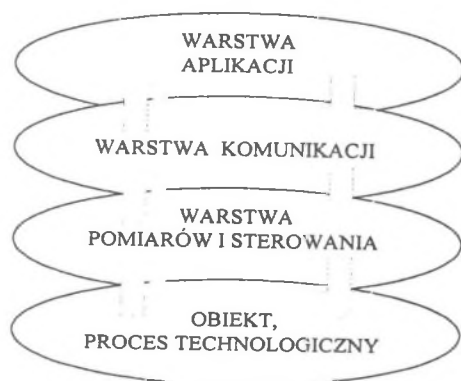 WARSTWA
APLIKACJI
WARSTWA KOMUNIKACJI
WARSTWA
POMIARÓW I STEROWANIA
OBIEKT,
PROCES TECHNOLOGICZNY